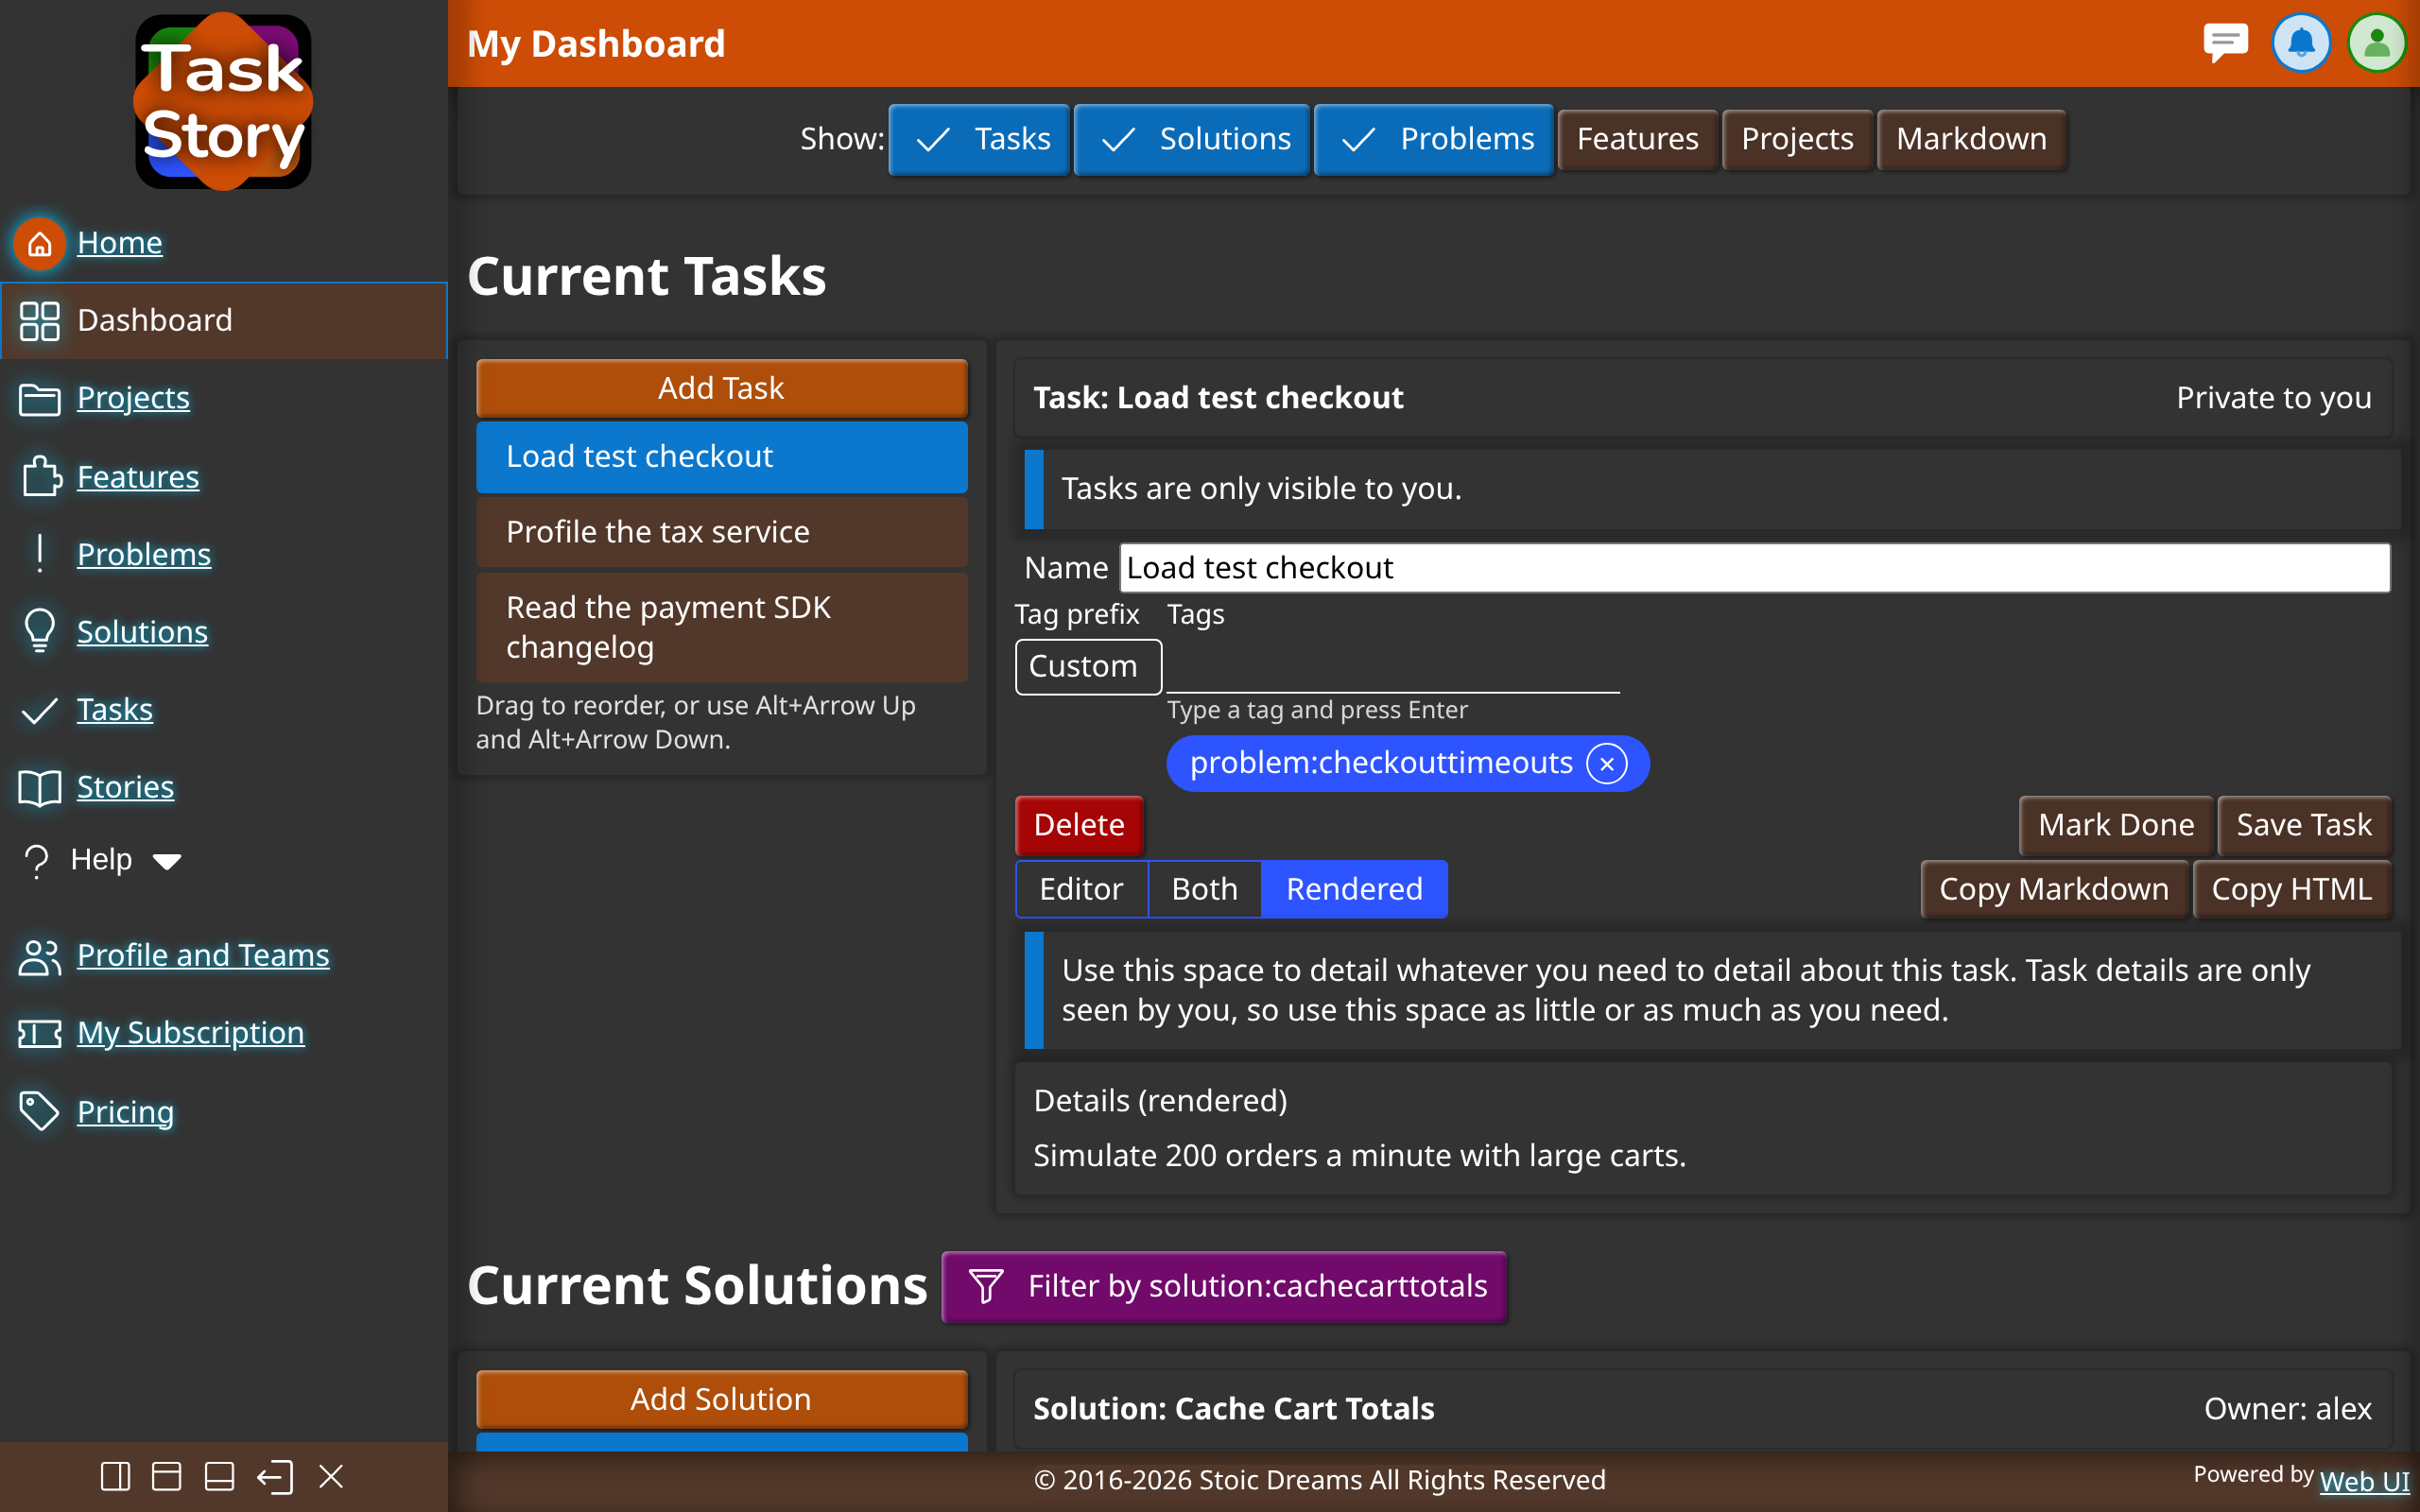 Task
Story
Home
Dashboard
Projects
Features
Problems
Solutions
Tasks
Stories
Help
Profile and Teams
My Subscription
Pricing
My Dashboard
Show:
Tasks
Solutions
Problems
Features
Projects
Markdown
Current Tasks
Add Task
Load test checkout
Profile the tax service
Read the payment SDK
changelog
Drag to reorder, or use Alt+Arrow Up
and Alt+Arrow Down.
Task: Load test checkout
Private to you
Tasks are only visible to you.
Name
Load test checkout
Tag prefix
Tags
Custom
Type a tag and press Enter
problem:checkouttimeouts
Delete
Mark Done
Save Task
Editor
Both
Rendered
Copy Markdown
Copy HTML
Use this space to detail whatever you need to detail about this task. Task details are only
seen by you, so use this space as little or as much as you need.
Details (rendered)
Simulate 200 orders a minute with large carts.
Current Solutions
Filter by solution:cachecarttotals
Add Solution
Solution: Cache Cart Totals
Owner: alex
© 2016-2026 Stoic Dreams All Rights Reserved
Powered by Web UI